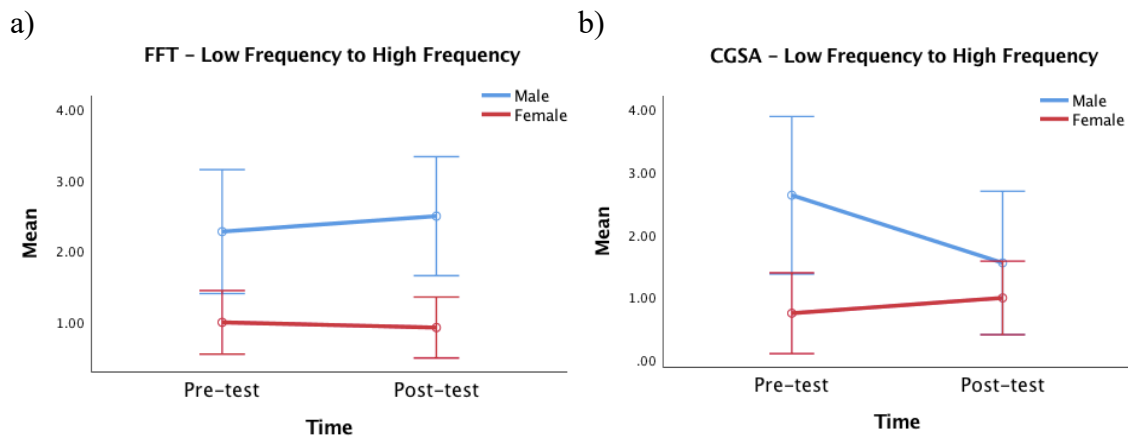 a)
FFT – Low Frequency to High Frequency
Male
Female
4.00
3.00
2.00
1.00
Mean
Pre-test
Post-test
Time
b)
CGSA – Low Frequency to High Frequency
Male
Female
4.00
3.00
2.00
1.00
.00
Mean
Pre-test
Post-test
Time